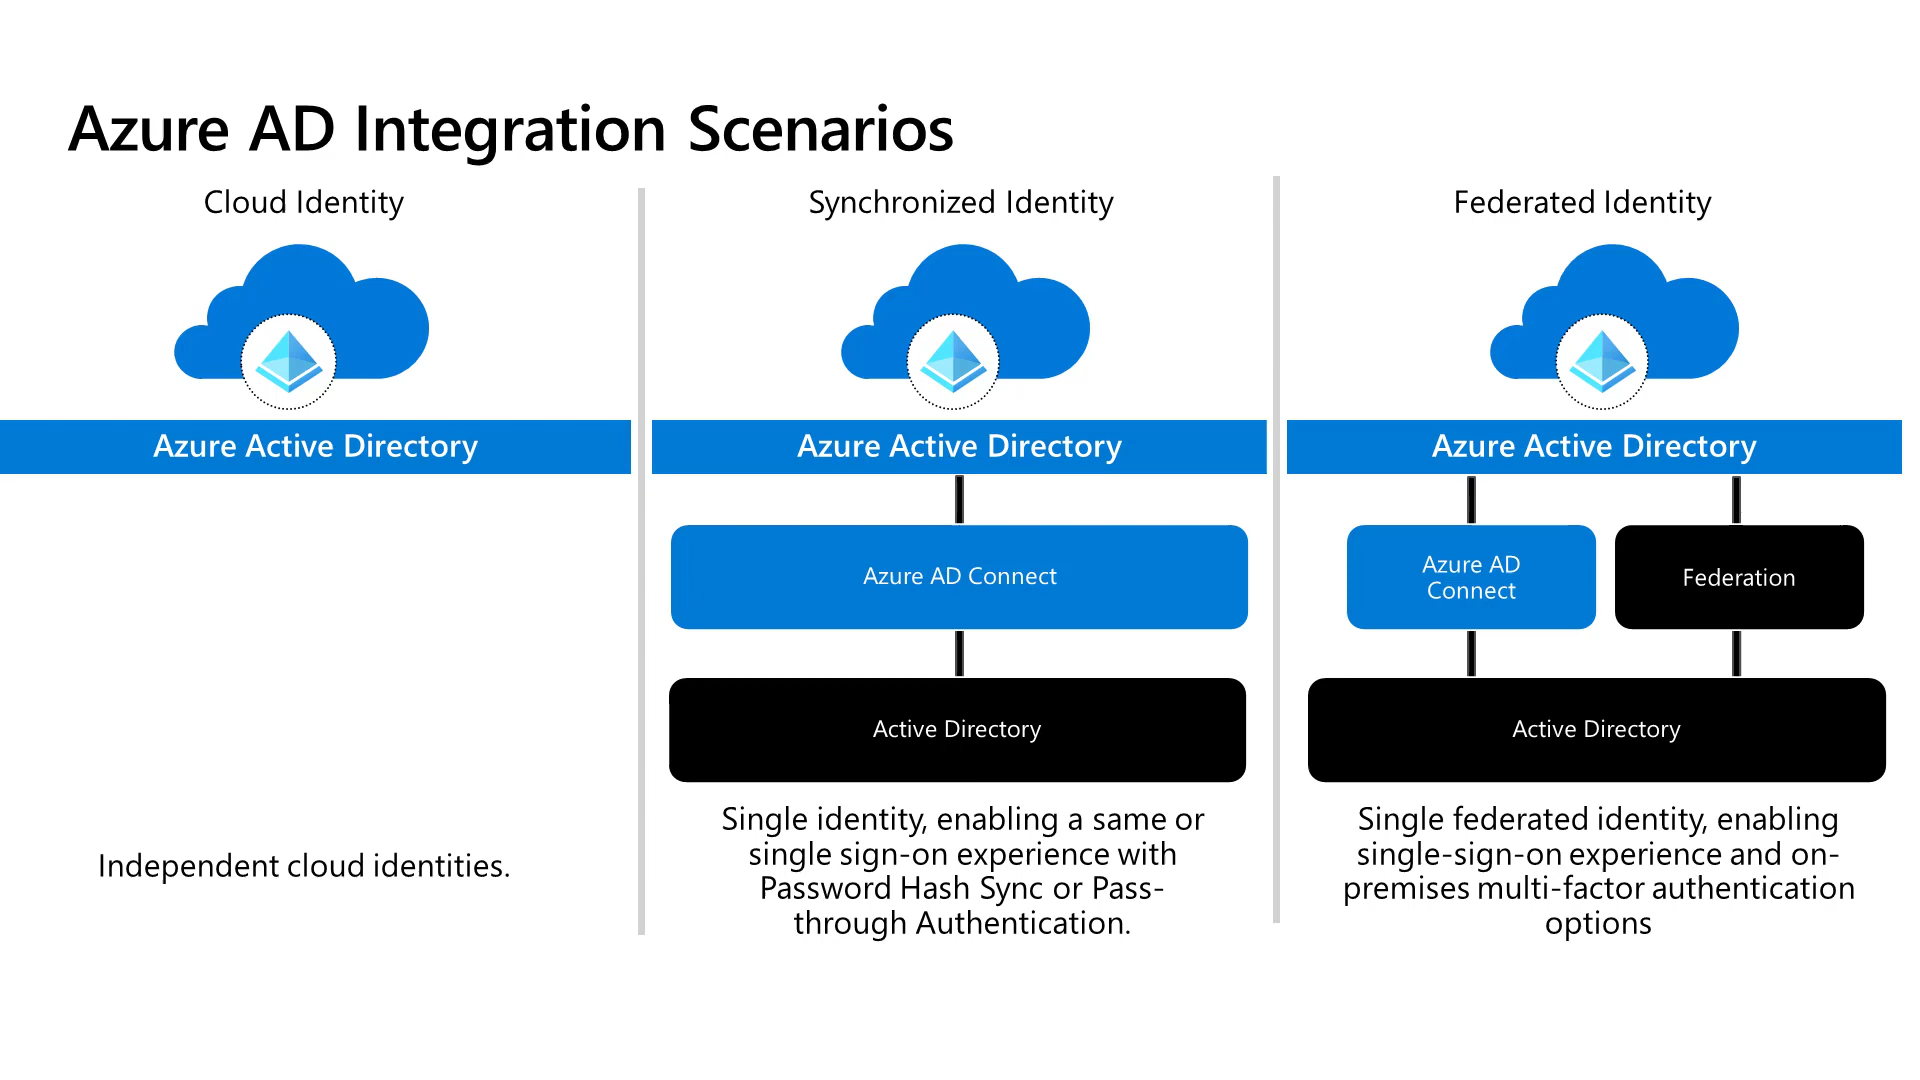 Azure AD Integration Scenarios
Cloud Identity
Azure Active Directory
Independent cloud identities.
Synchronized Identity
Azure Active Directory
Azure AD Connect
Active Directory
Single identity, enabling a same or
single sign-on experience with
Password Hash Sync or Pass-
through Authentication.
Federated Identity
Azure Active Directory
Azure AD
Connect
Federation
Active Directory
Single federated identity, enabling
single-sign-on experience and on-
premises multi-factor authentication
options